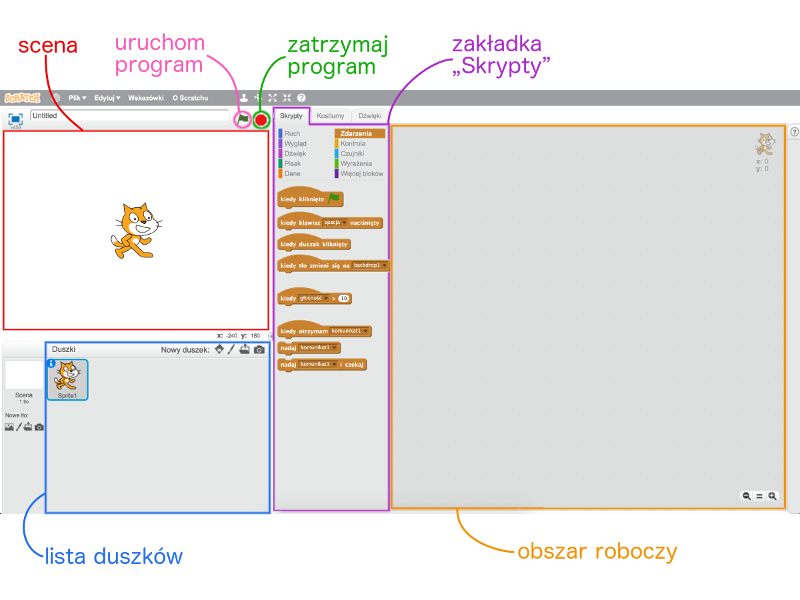 scena
uruchom
program
zatrzymaj
program
zakładka
„Skrypty”
SCRATCH Plik▾ Edytuj▾ Wskazówki O Scratchu
Untitled
Skrypty Kostiumy Dźwięki
Ruch Zdarzenia
Wygląd Kontrola
Dźwięk Czujniki
Pisak Wyrażenia
Dane Więcej bloków
x: 0
y: 0
kiedy kliknięto
kiedy klawisz spacja naciśnięty
kiedy duszek kliknięty
kiedy tło zmieni się na backdrop1
kiedy głośność > 10
kiedy otrzymam komunikat1
nadaj komunikat1
nadaj komunikat1 i czekaj
x: -240 y: 180
Duszki Nowy duszek:
Sprite1
Scena
1 tło
Nowe tło:
lista duszków
obszar roboczy